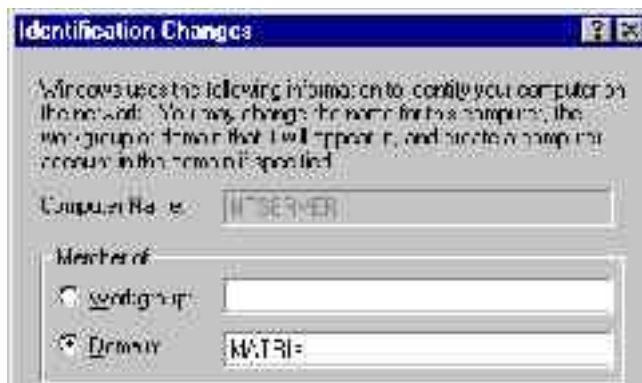 Identification Changes
Windows uses the following information to identify your computer on
the network. You may change the name for this computer, the
workgroup or domain that it will appear in, and create a computer
account in the domain if specified.
Computer Name: NTSERVER
Member of
Workgroup:
Domain: MATRIX